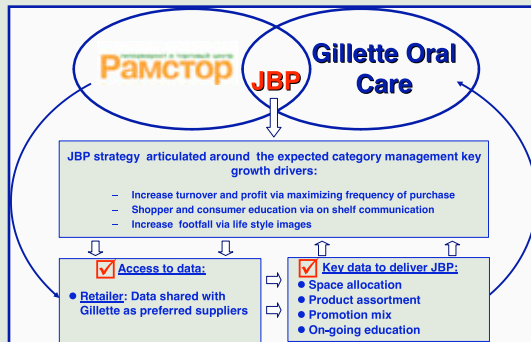 гипермаркет и торговый центр
Рамстор
JBP
Gillette Oral
Care
JBP strategy articulated around the expected category management key
growth drivers:
– Increase turnover and profit via maximizing frequency of purchase
– Shopper and consumer education via on shelf communication
– Increase footfall via life style images
Access to data:
● Retailer: Data shared with
Gillette as preferred suppliers
Key data to deliver JBP:
● Space allocation
● Product assortment
● Promotion mix
● On-going education